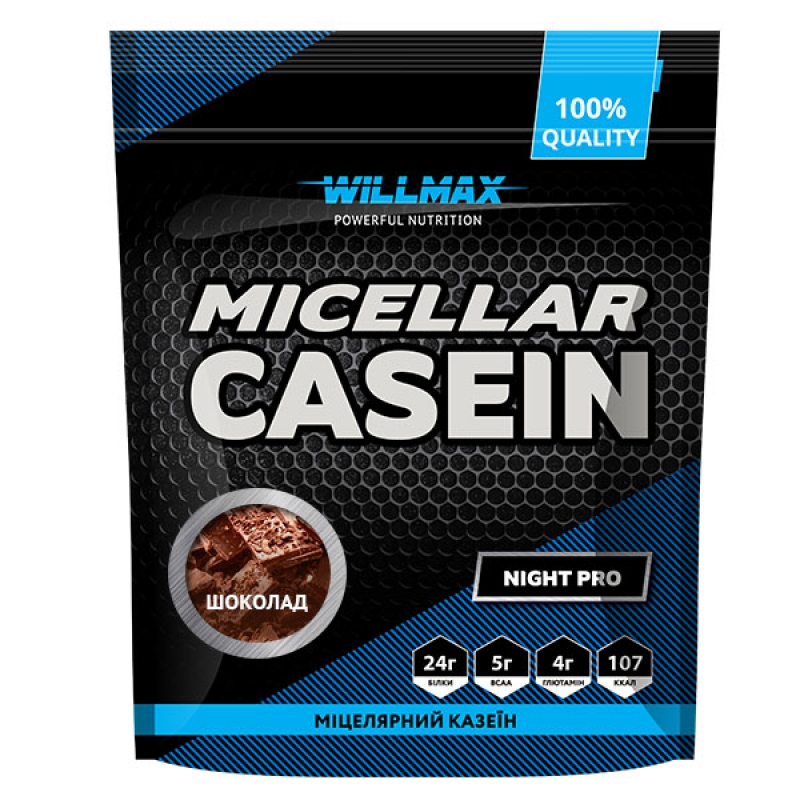 100%
QUALITY
WILLMAX
POWERFUL NUTRITION
MICELLAR
CASEIN
ШОКОЛАД
NIGHT PRO
24г
БІЛКИ
5г
BCAA
4г
ГЛЮТАМІН
107
ККАЛ
МІЦЕЛЯРНИЙ КАЗЕЇН